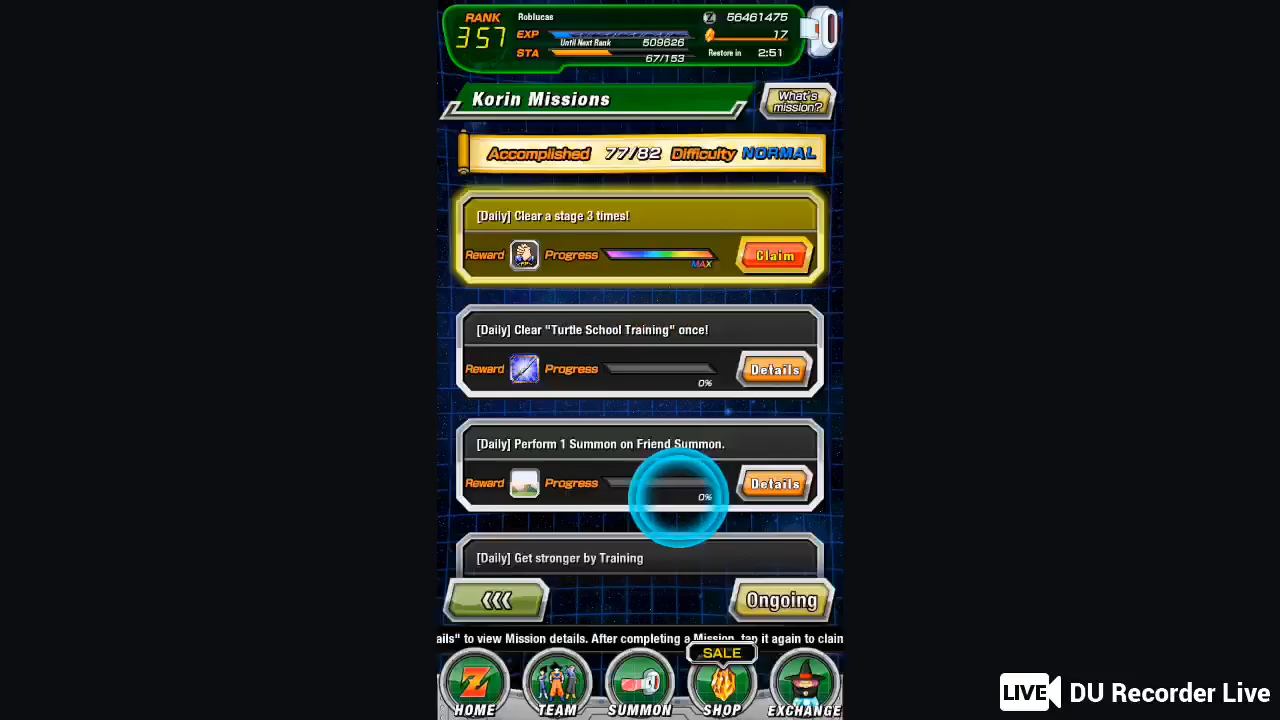 RANK
357
Roblucas
EXP
Until Next Rank 509626
STA
67/153
Z 56461475
17
Restore in 2:51
Korin Missions
What's mission?
Accomplished 77/82 Difficulty NORMAL
[Daily] Clear a stage 3 times!
Reward Progress MAX Claim
[Daily] Clear "Turtle School Training" once!
Reward Progress 0% Details
[Daily] Perform 1 Summon on Friend Summon.
Reward Progress 0% Details
[Daily] Get stronger by Training
Ongoing
ails" to view Mission details. After completing a Mission, tap it again to claim
SALE
HOME TEAM SUMMON SHOP EXCHANGE
LIVE DU Recorder Live